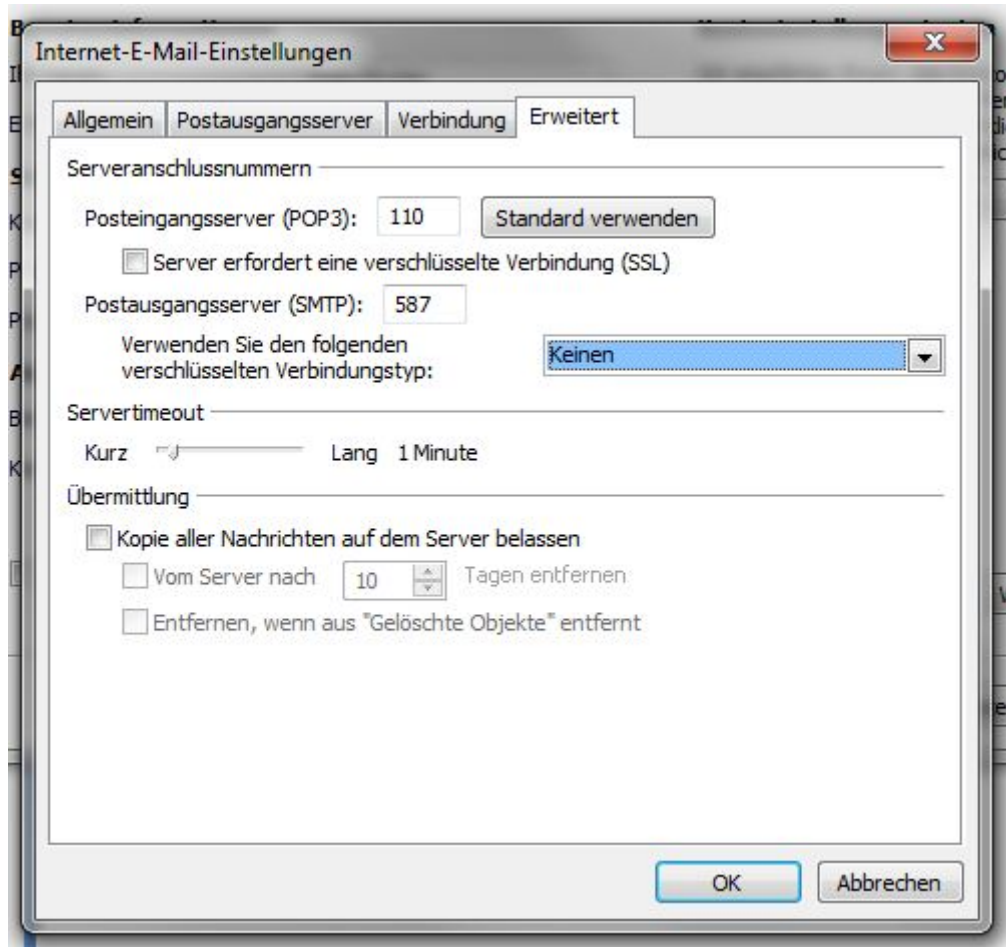 Internet-E-Mail-Einstellungen
Allgemein Postausgangsserver Verbindung Erweitert
Serveranschlussnummern
Posteingangsserver (POP3): 110 Standard verwenden
Server erfordert eine verschlüsselte Verbindung (SSL)
Postausgangsserver (SMTP): 587
Verwenden Sie den folgenden
verschlüsselten Verbindungstyp: Keinen
Servertimeout
Kurz Lang 1 Minute
Übermittlung
Kopie aller Nachrichten auf dem Server belassen
Vom Server nach 10 Tagen entfernen
Entfernen, wenn aus "Gelöschte Objekte" entfernt
OK Abbrechen